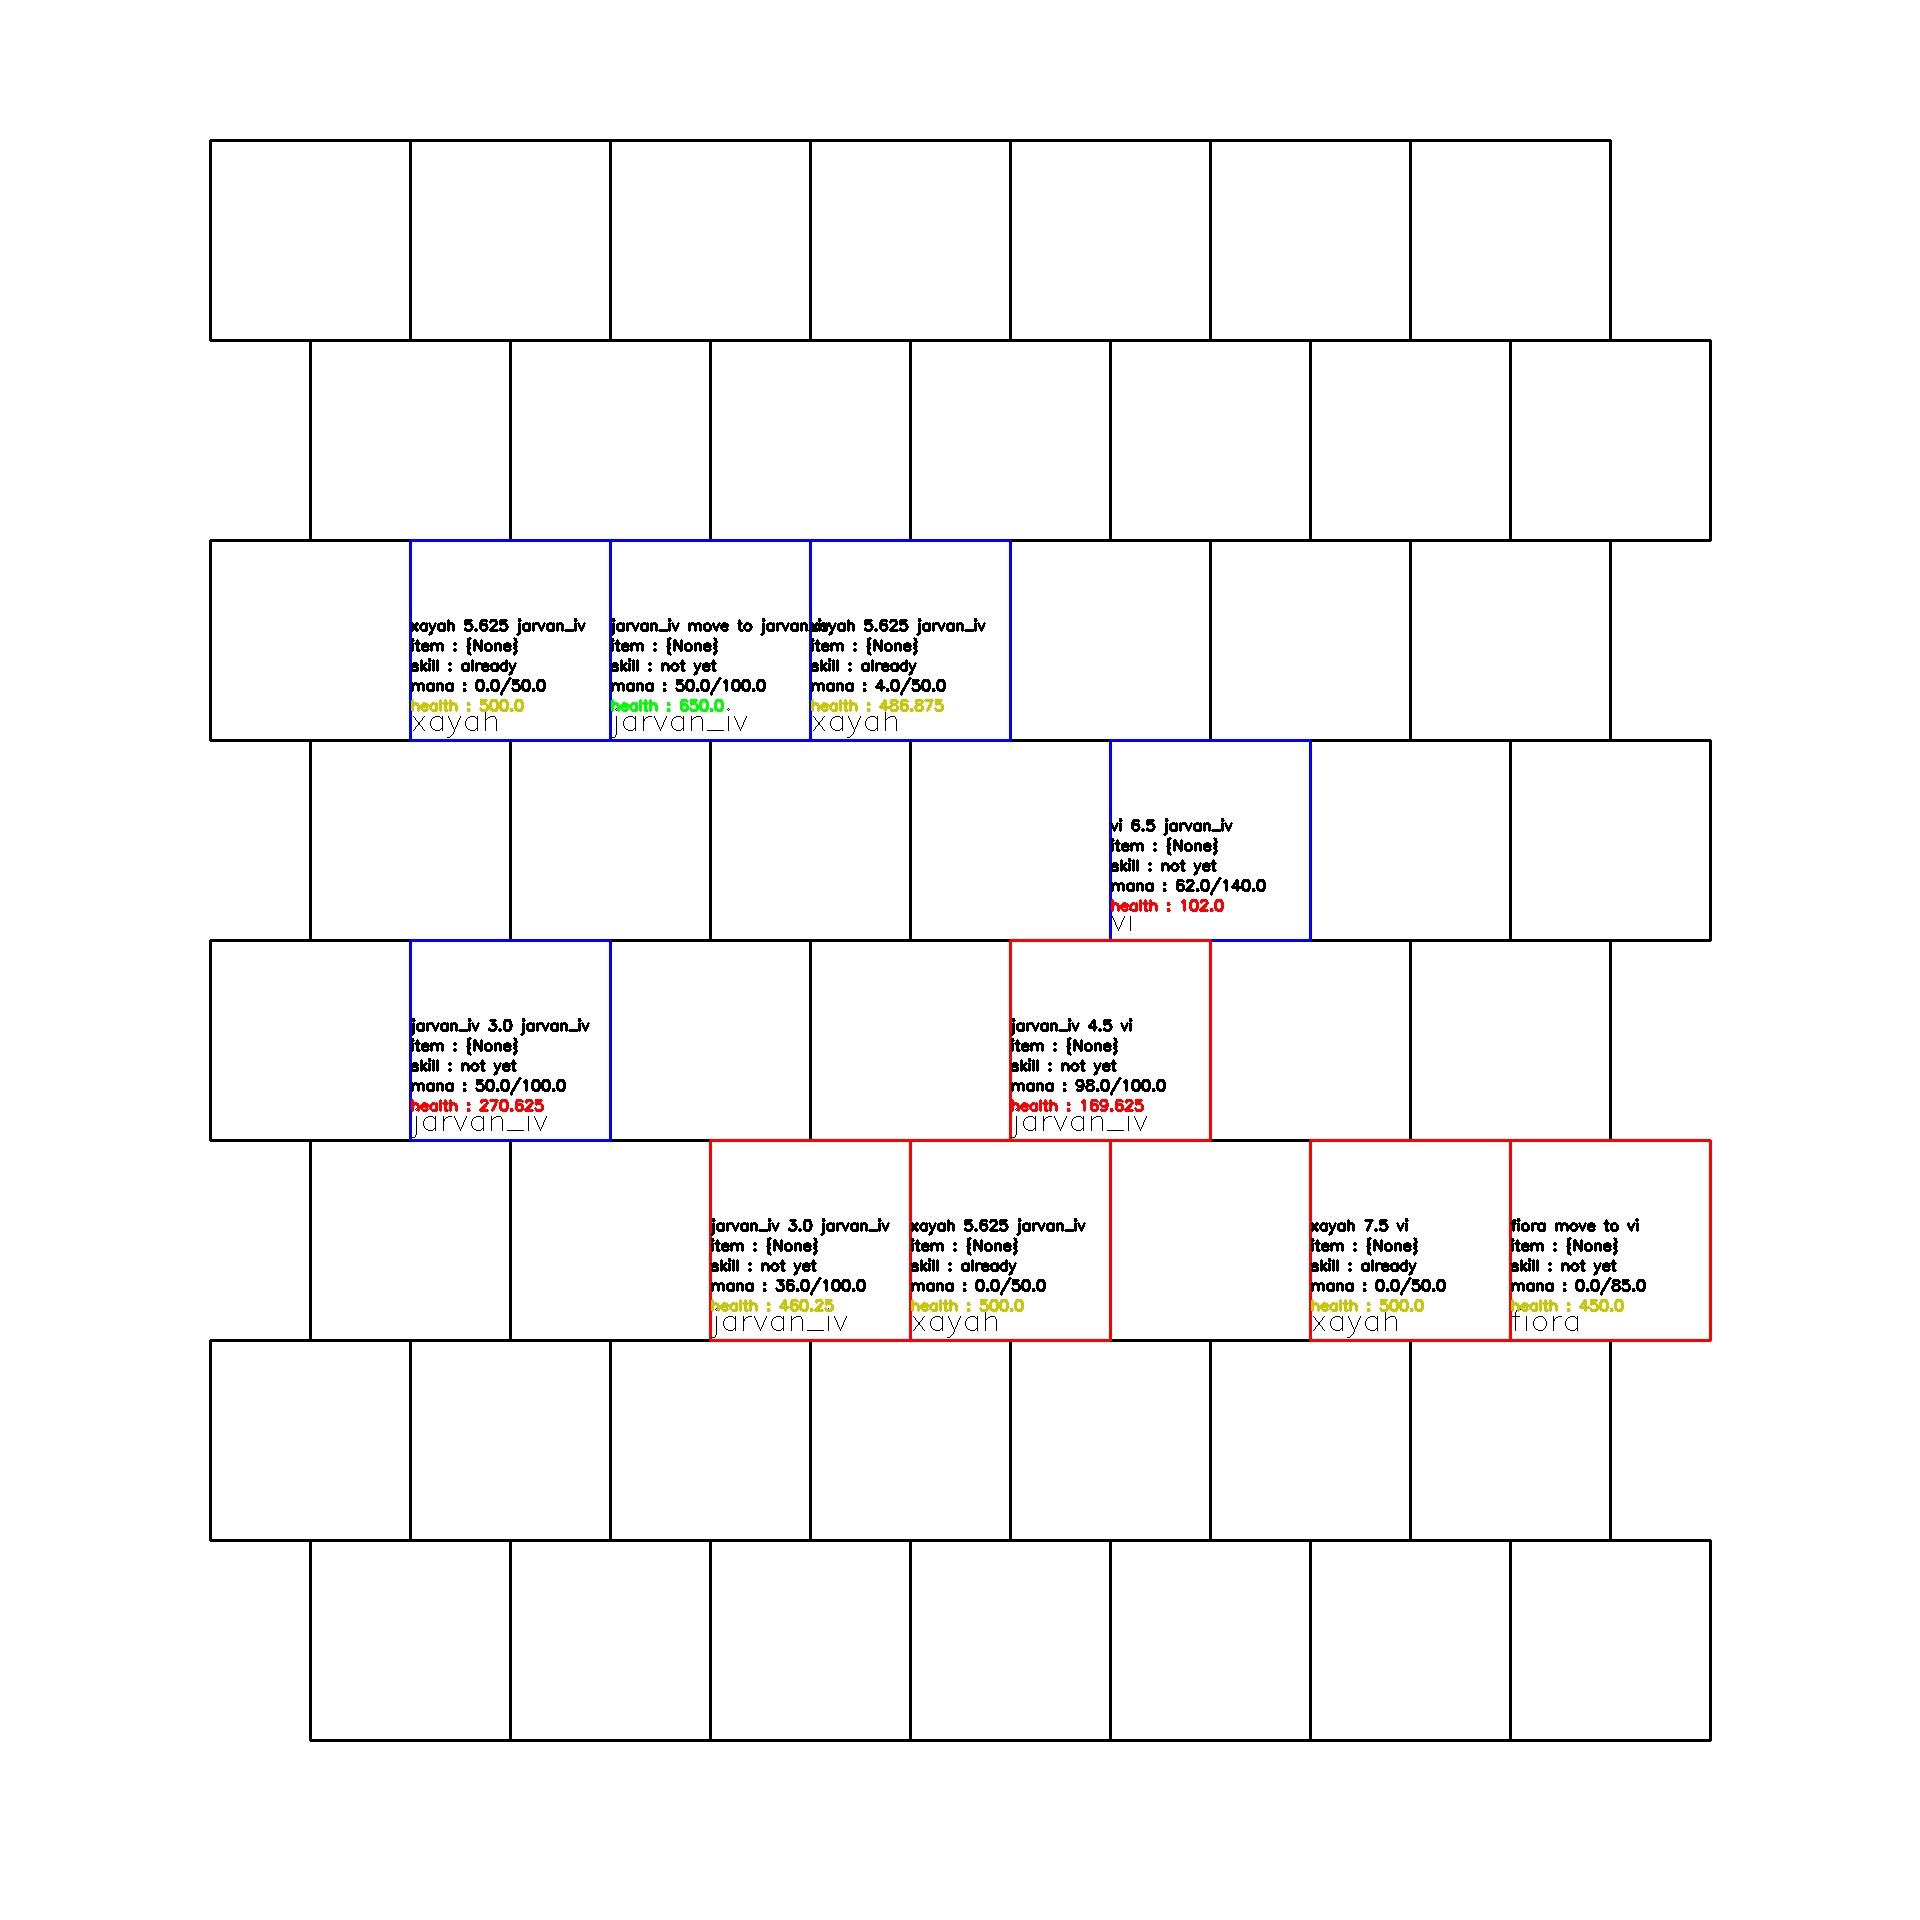 xayah 5.625 jarvan_iv
item : {None}
skill : already
mana : 0.0/50.0
health : 500.0
xayah
jarvan_iv move to jarvan_iv
item : {None}
skill : not yet
mana : 50.0/100.0
health : 650.0
jarvan_iv
xayah 5.625 jarvan_iv
item : {None}
skill : already
mana : 4.0/50.0
health : 486.875
xayah
vi 6.5 jarvan_iv
item : {None}
skill : not yet
mana : 62.0/140.0
health : 102.0
vi
jarvan_iv 3.0 jarvan_iv
item : {None}
skill : not yet
mana : 50.0/100.0
health : 270.625
jarvan_iv
jarvan_iv 4.5 vi
item : {None}
skill : not yet
mana : 98.0/100.0
health : 169.625
jarvan_iv
jarvan_iv 3.0 jarvan_iv
item : {None}
skill : not yet
mana : 36.0/100.0
health : 460.25
jarvan_iv
xayah 5.625 jarvan_iv
item : {None}
skill : already
mana : 0.0/50.0
health : 500.0
xayah
xayah 7.5 vi
item : {None}
skill : already
mana : 0.0/50.0
health : 500.0
xayah
fiora move to vi
item : {None}
skill : not yet
mana : 0.0/85.0
health : 450.0
fiora